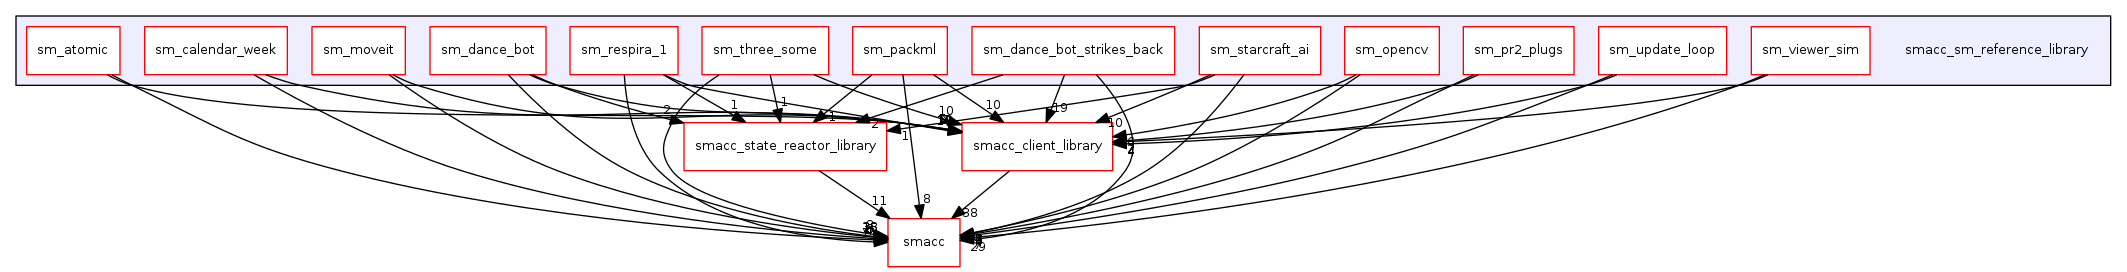 sm_atomic
sm_calendar_week
sm_moveit
sm_dance_bot
sm_respira_1
sm_three_some
sm_packml
sm_dance_bot_strikes_back
sm_starcraft_ai
sm_opencv
sm_pr2_plugs
sm_update_loop
sm_viewer_sim
smacc_sm_reference_library
2
1
1
1
2
1
10
10
19
10
smacc_state_reactor_library
smacc_client_library
11
8
38
29
smacc